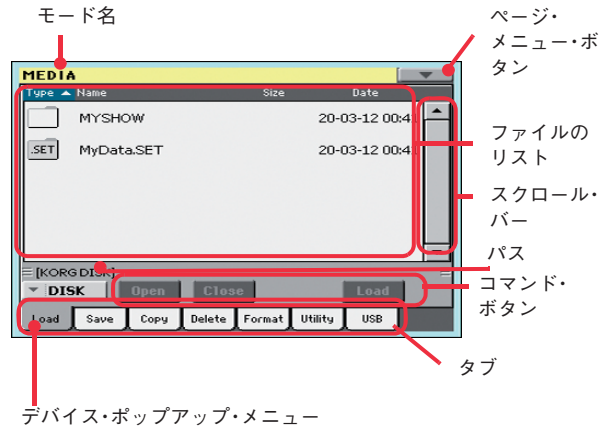 モード名
ページ・
メニュー・ボ
タン
MEDIA
Type Name Size Date
MYSHOW 20-03-12 00:41
.SET MyData.SET 20-03-12 00:41
ファイルの
リスト
スクロール・
バー
パス
[KORG DISK]
コマンド・
ボタン
DISK Open Close Load
Load Save Copy Delete Format Utility USB
タブ
デバイス・ポップアップ・メニュー